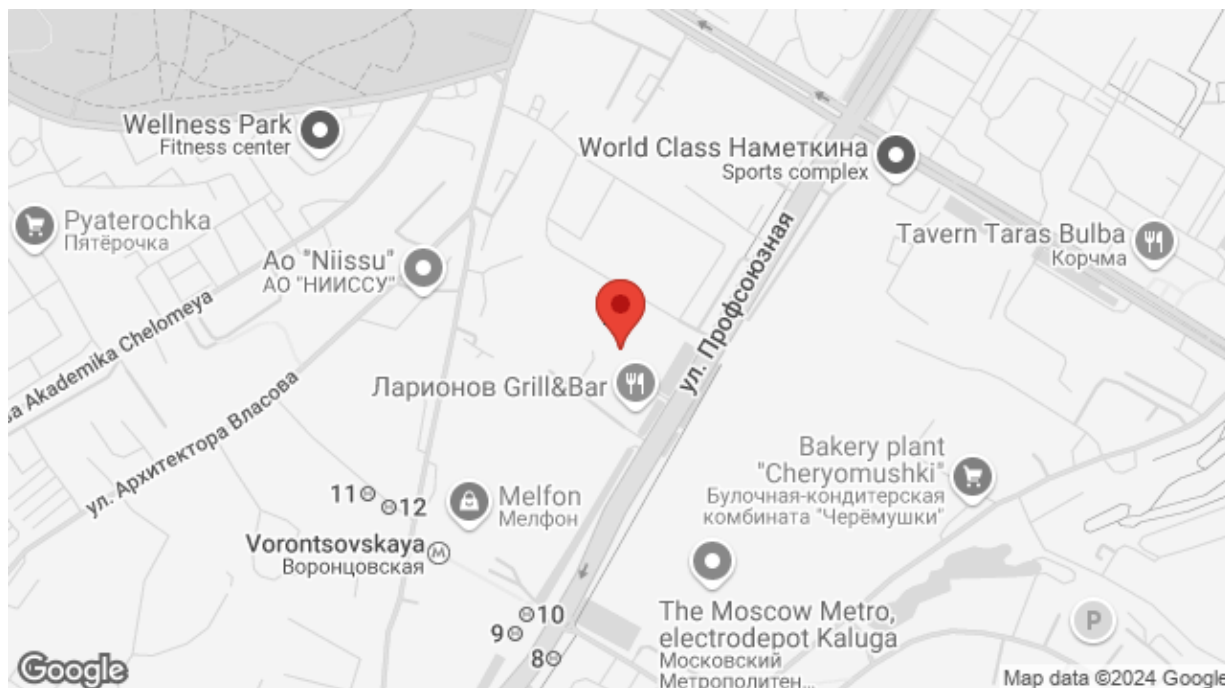 Wellness Park
Fitness center
World Class Наметкина
Sports complex
Pyaterochka
Пятёрочка
Tavern Taras Bulba
Корчма
Ao "Niissu"
АО "НИИССУ"
va Akademika Chelomeya
ул. Профсоюзная
Ларионов Grill&Bar
ул. Архитектора Власова
Bakery plant
"Cheryomushki"
Булочная-кондитерская
комбината "Черёмушки"
11
12
Melfon
Мелфон
Vorontsovskaya
Воронцовская
M
10
9
8
The Moscow Metro,
electrodepot Kaluga
Московский
Метрополитен...
P
Google
Map data ©2024 Google